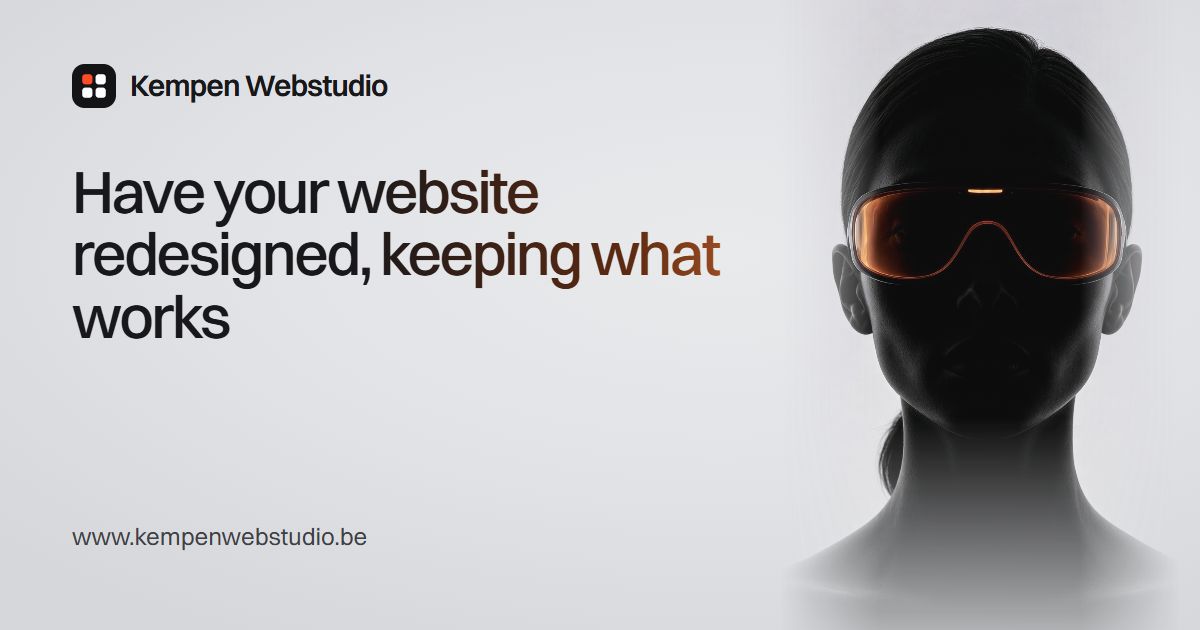 Kempen Webstudio
Have your website
redesigned, keeping what
works
www.kempenwebstudio.be